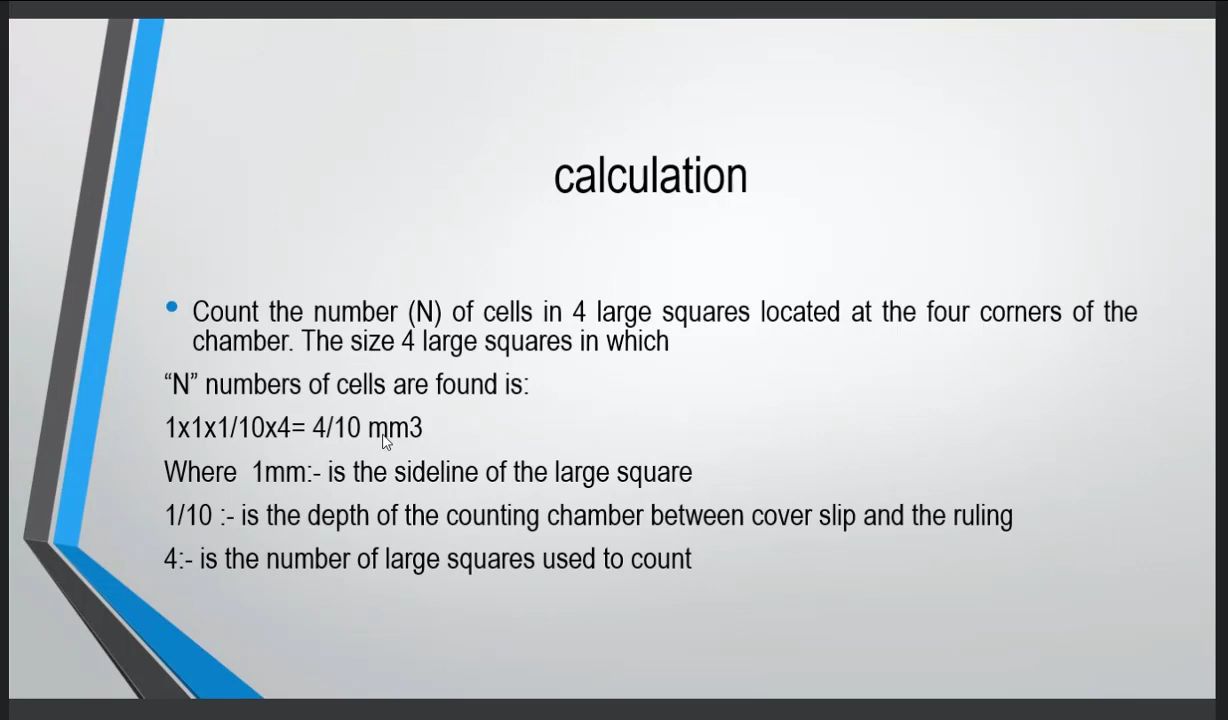 calculation
Count the number (N) of cells in 4 large squares located at the four corners of the
chamber. The size 4 large squares in which
“N” numbers of cells are found is:
1x1x1/10x4= 4/10 mm3
Where 1mm:- is the sideline of the large square
1/10 :- is the depth of the counting chamber between cover slip and the ruling
4:- is the number of large squares used to count